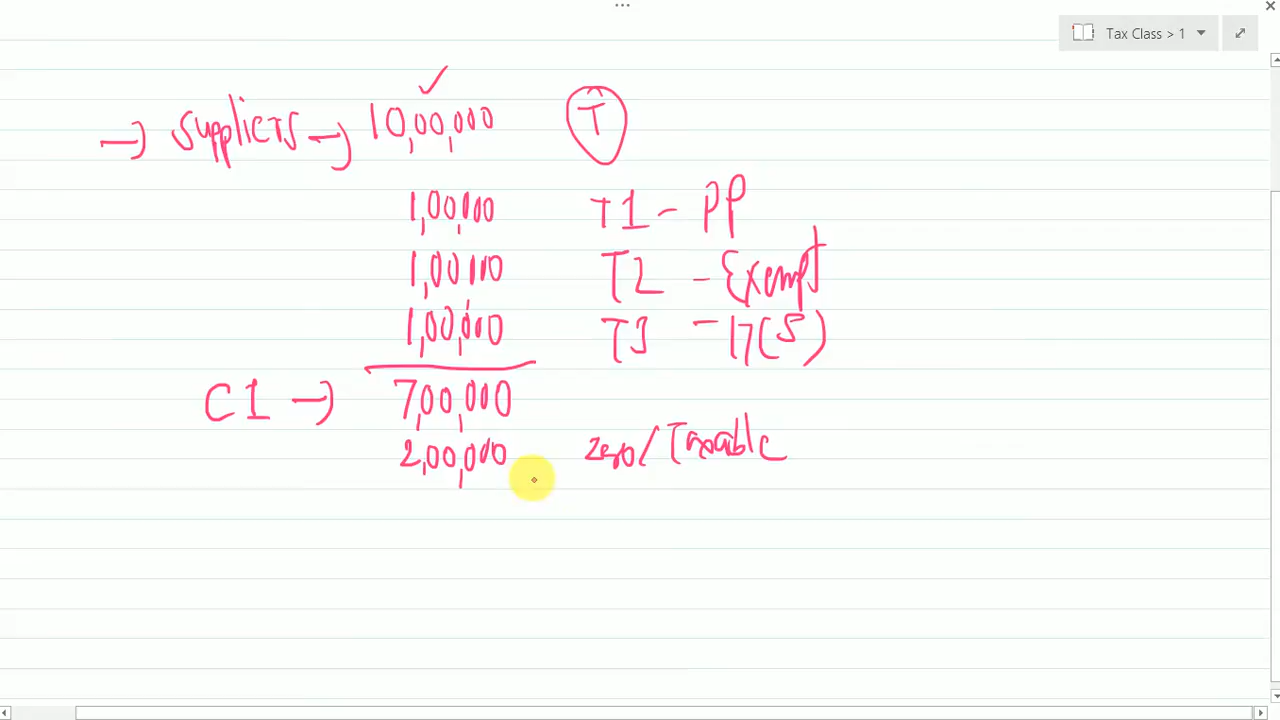 Tax Class > 1
→ Suppliers → 10,00,000 T
1,00,000 T1 - PP
1,00,000 T2 - Exempt
1,00,000 T3 - 17(5)
C1 → 7,00,000
2,00,000 Zero/Taxable